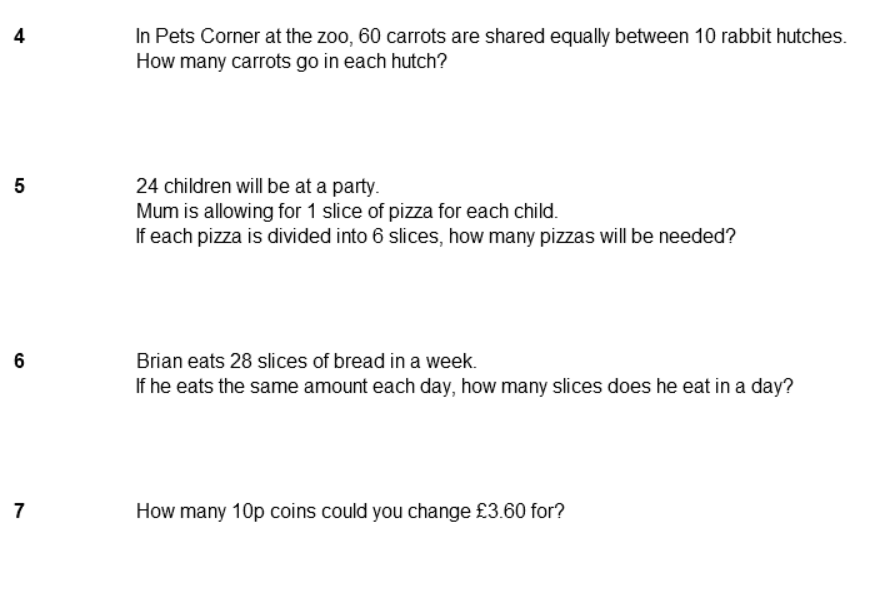 4 In Pets Corner at the zoo, 60 carrots are shared equally between 10 rabbit hutches.
How many carrots go in each hutch?
5 24 children will be at a party.
Mum is allowing for 1 slice of pizza for each child.
If each pizza is divided into 6 slices, how many pizzas will be needed?
6 Brian eats 28 slices of bread in a week.
If he eats the same amount each day, how many slices does he eat in a day?
7 How many 10p coins could you change £3.60 for?